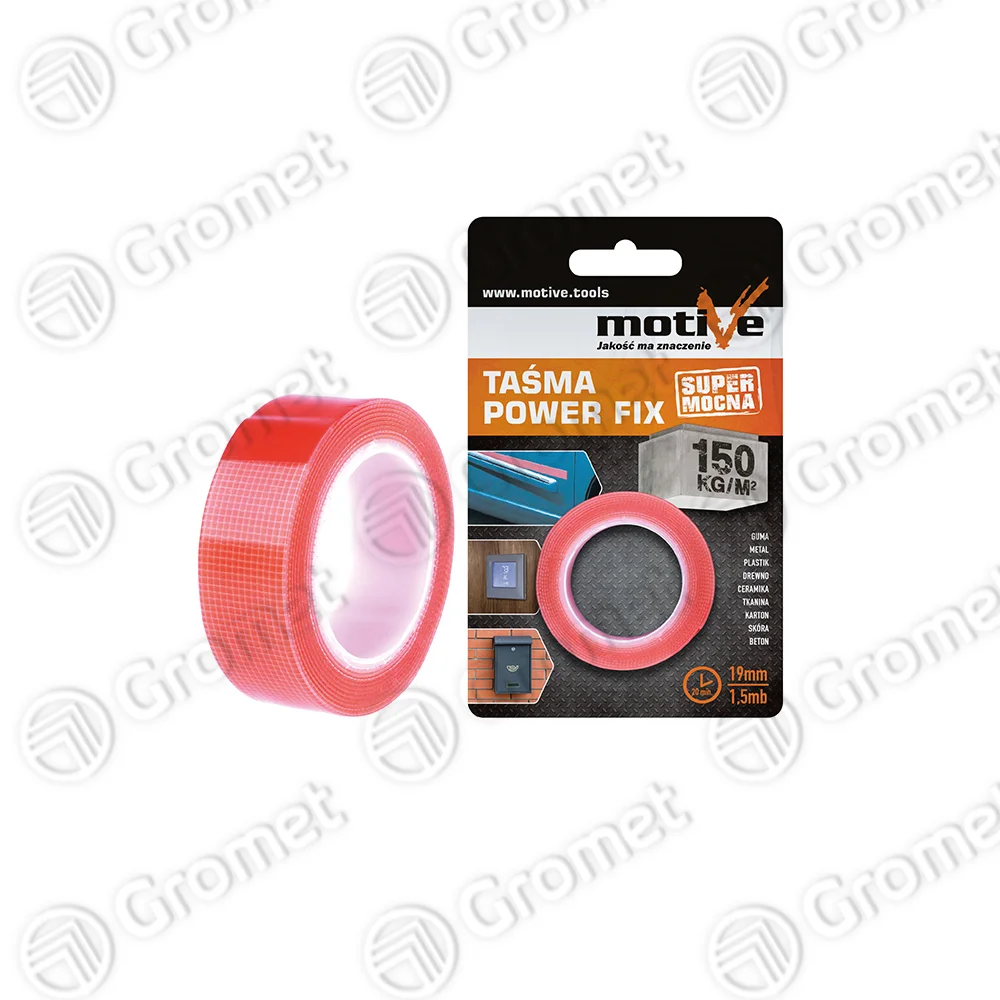 Gromet Gromet Gromet
Gromet Gromet
Gromet Gromet Gromet
www.motive.tools
motive
Jakość ma znaczenie
TAŚMA
POWER FIX
SUPER
MOCNA
150
KG/M²
GUMA
METAL
PLASTIK
DREWNO
CERAMIKA
TKANINA
KARTON
SKÓRA
BETON
20 min.
19mm
1,5mb
Gromet Gromet Gromet
Gromet Gromet Gromet